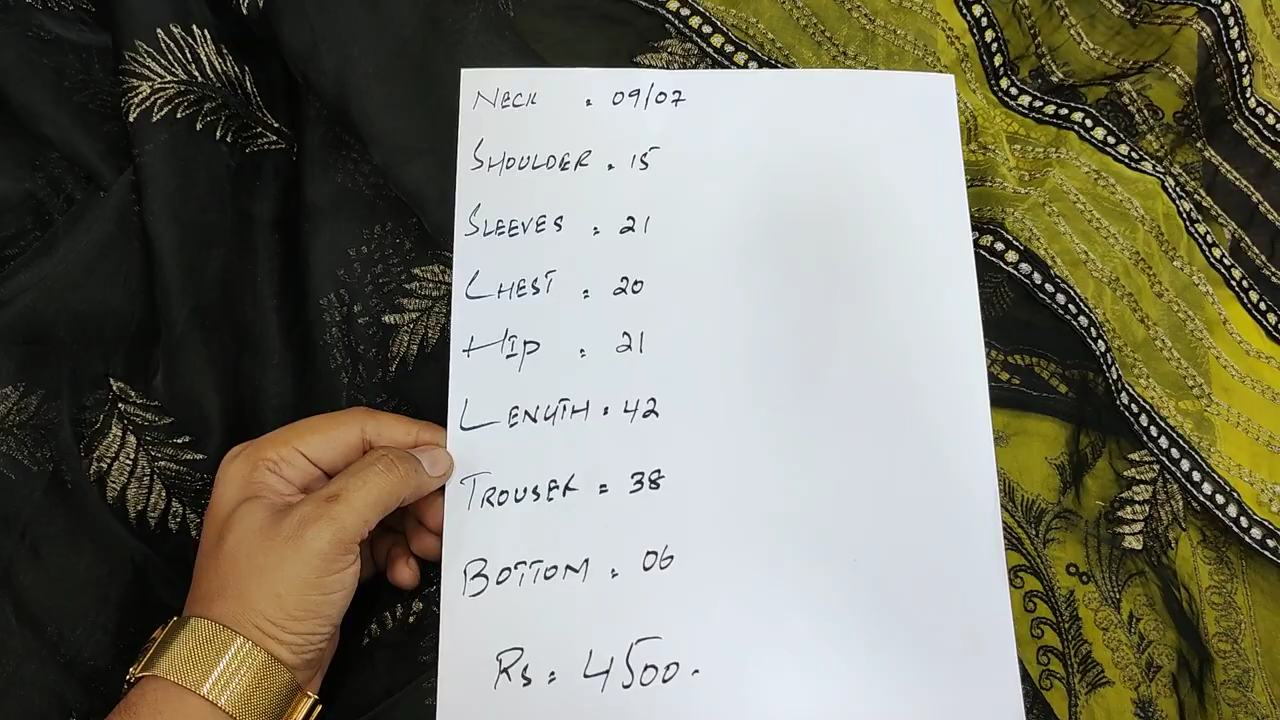 NECK = 09/07
SHOULDER = 15
SLEEVES = 21
CHEST = 20
HIP = 21
LENGTH = 42
TROUSER = 38
BOTTOM = 06
Rs = 4500.